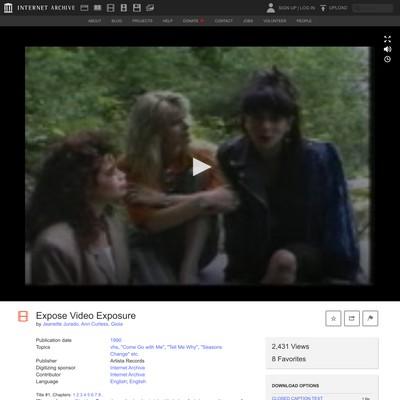 INTERNET ARCHIVE
SIGN UP | LOG IN
UPLOAD
ABOUT BLOG PROJECTS HELP DONATE CONTACT JOBS VOLUNTEER PEOPLE
Expose Video Exposure
by Jeanette Jurado, Ann Curless, Gioia
Publication date 1990
Topics vhs, "Come Go with Me", "Tell Me Why", "Seasons
Change" etc.
Publisher Artista Records
Digitizing sponsor Internet Archive
Contributor Internet Archive
Language English, English
Title #1. Chapters 1 2 3 4 5 6 7 8
2,431 Views
8 Favorites
DOWNLOAD OPTIONS
CLOSED CAPTION TEXT